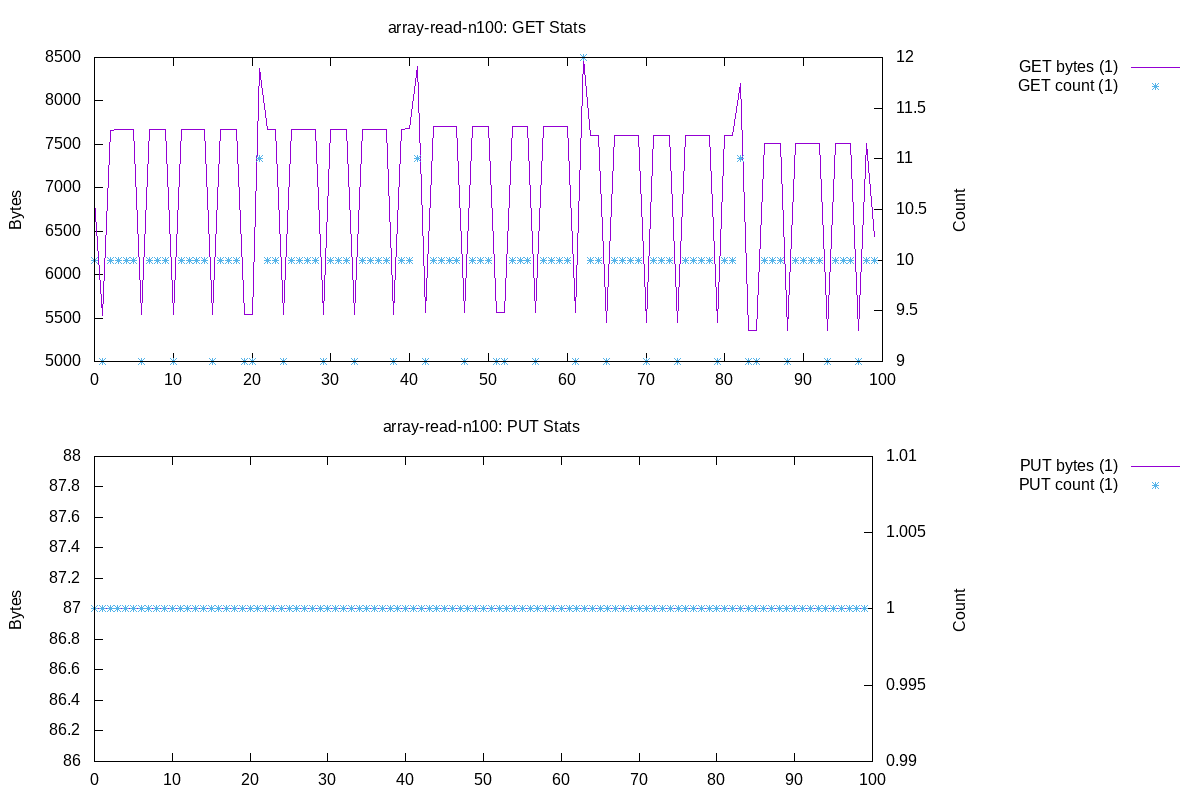 array-read-n100: GET Stats
8500
8000
7500
7000
6500
6000
5500
5000
Bytes
12
11.5
11
10.5
10
9.5
9
Count
0 10 20 30 40 50 60 70 80 90 100
GET bytes (1)
GET count (1)
array-read-n100: PUT Stats
88
87.8
87.6
87.4
87.2
87
86.8
86.6
86.4
86.2
86
Bytes
1.01
1.005
1
0.995
0.99
Count
0 10 20 30 40 50 60 70 80 90 100
PUT bytes (1)
PUT count (1)